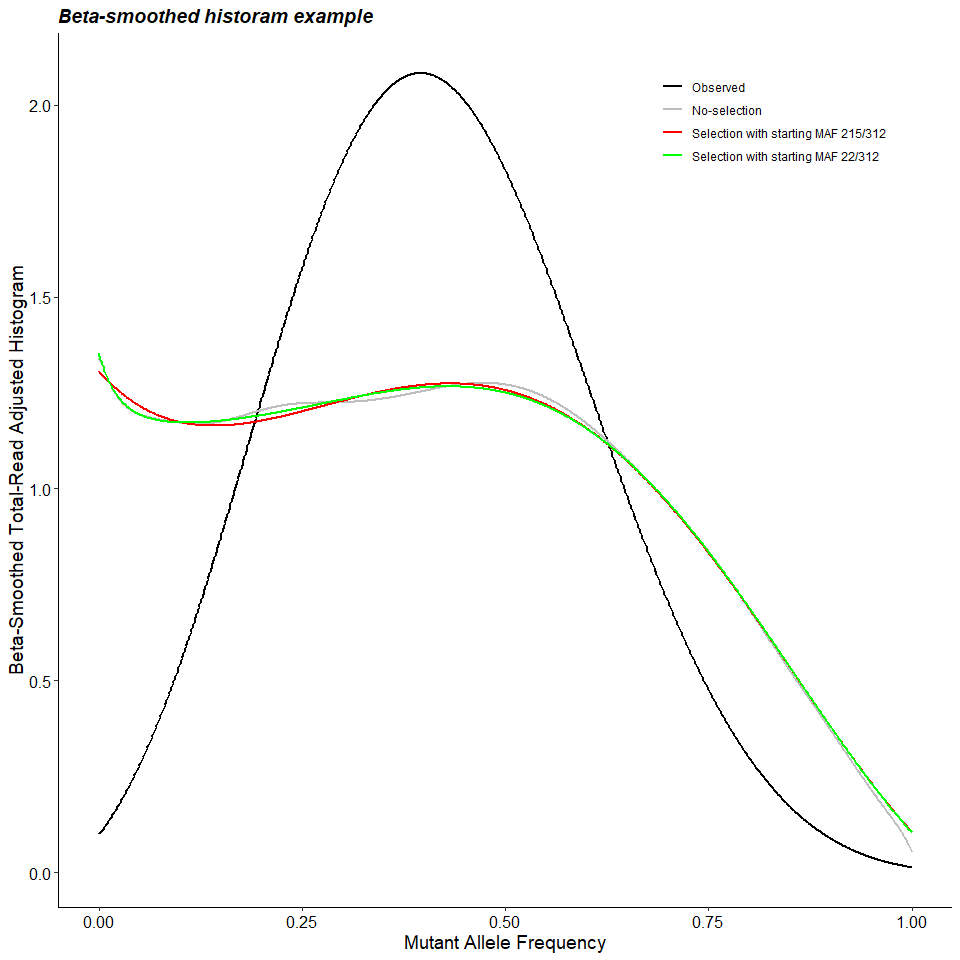 Beta-smoothed historam example
Observed
No-selection
Selection with starting MAF 215/312
Selection with starting MAF 22/312
Beta-Smoothed Total-Read Adjusted Histogram
2.0
1.5
1.0
0.5
0.0
0.00
0.25
0.50
0.75
1.00
Mutant Allele Frequency